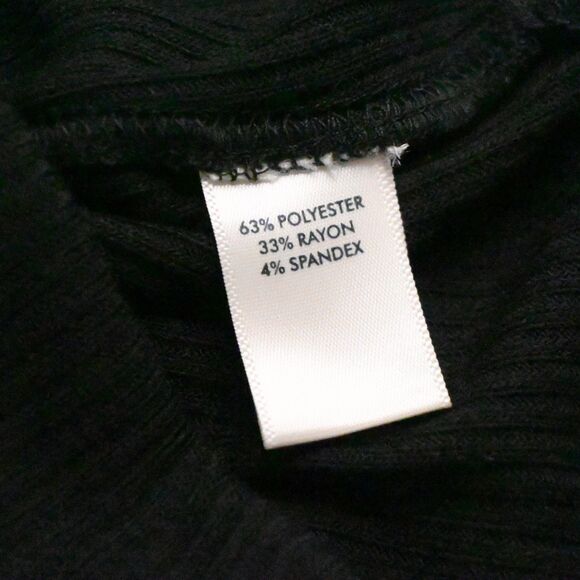 63% POLYESTER
33% RAYON
4% SPANDEX